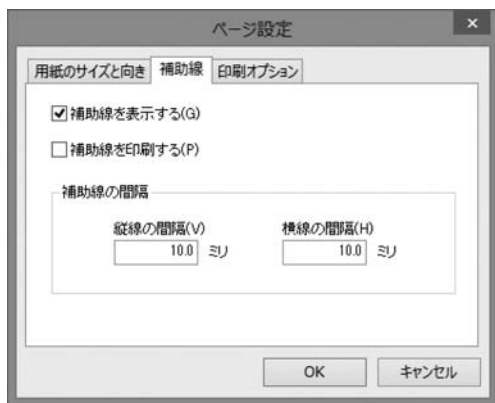 ページ設定
用紙のサイズと向き 補助線 印刷オプション
補助線を表示する(G)
補助線を印刷する(P)
補助線の間隔
縦線の間隔(V) 横線の間隔(H)
10.0 ミリ 10.0 ミリ
OK キャンセル